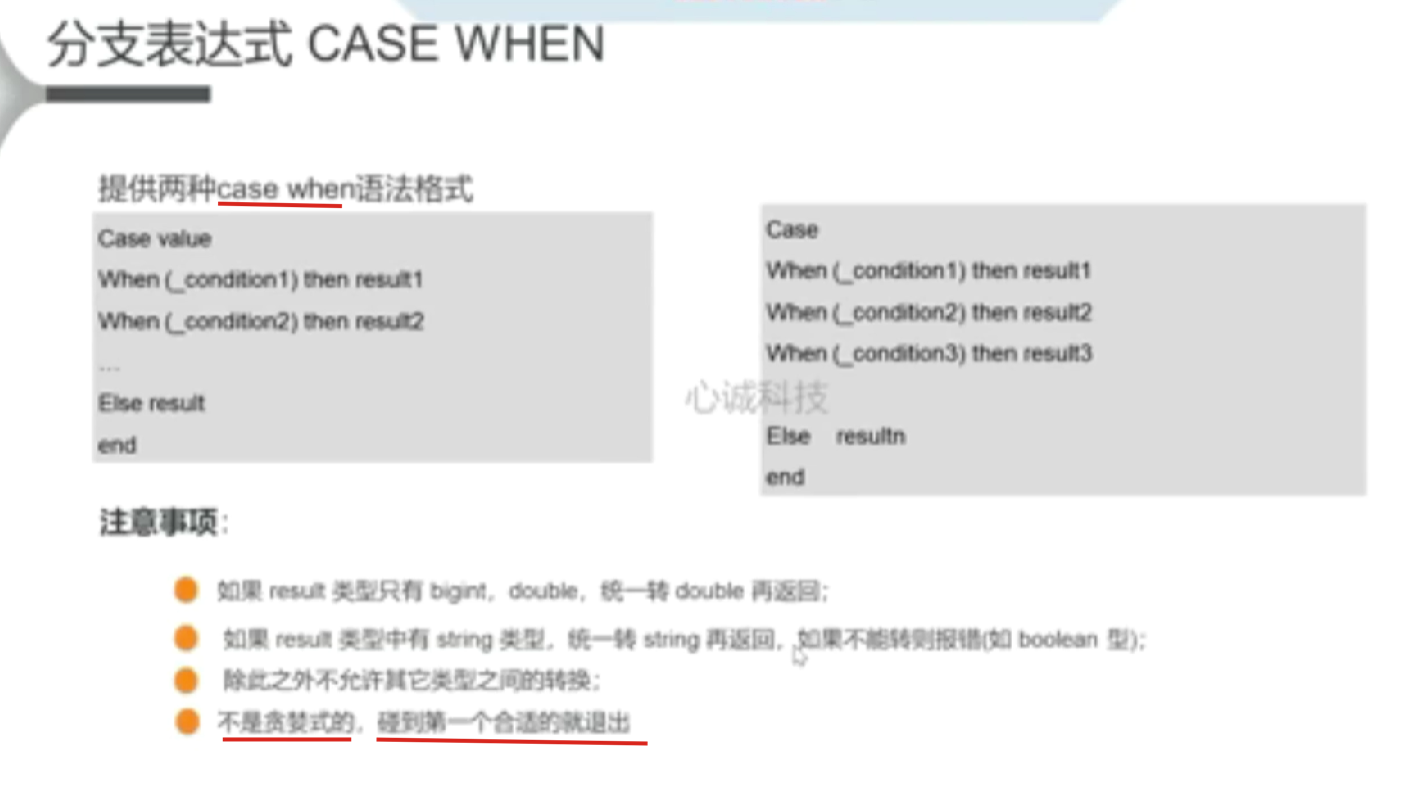 分支表达式 CASE WHEN
提供两种case when语法格式
Case value
When (_condition1) then result1
When (_condition2) then result2
...
Else result
end
Case
When (_condition1) then result1
When (_condition2) then result2
When (_condition3) then result3
Else resultn
end
心诚科技
注意事项：
如果 result 类型只有 bigint，double，统一转 double 再返回；
如果 result 类型中有 string 类型，统一转 string 再返回，如果不能转则报错(如 boolean 型)；
除此之外不允许其它类型之间的转换；
不是贪婪式的，碰到第一个合适的就退出